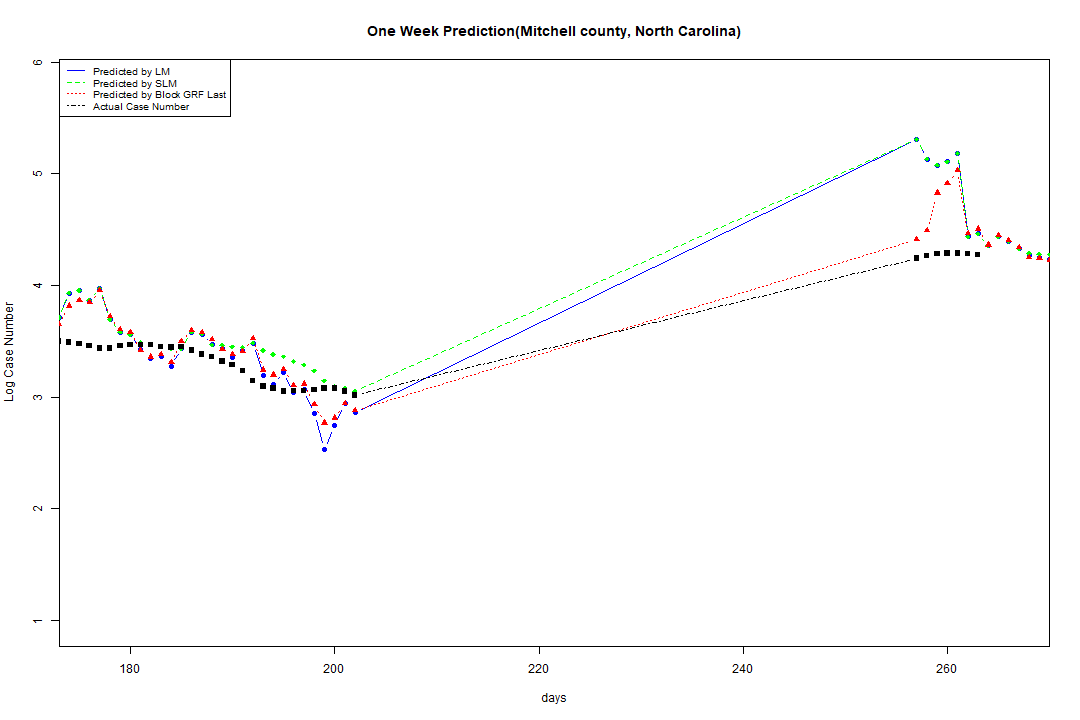 One Week Prediction(Mitchell county, North Carolina)
Predicted by LM
Predicted by SLM
Predicted by Block GRF Last
Actual Case Number
6
5
4
3
2
1
Log Case Number
180 200 220 240 260
days